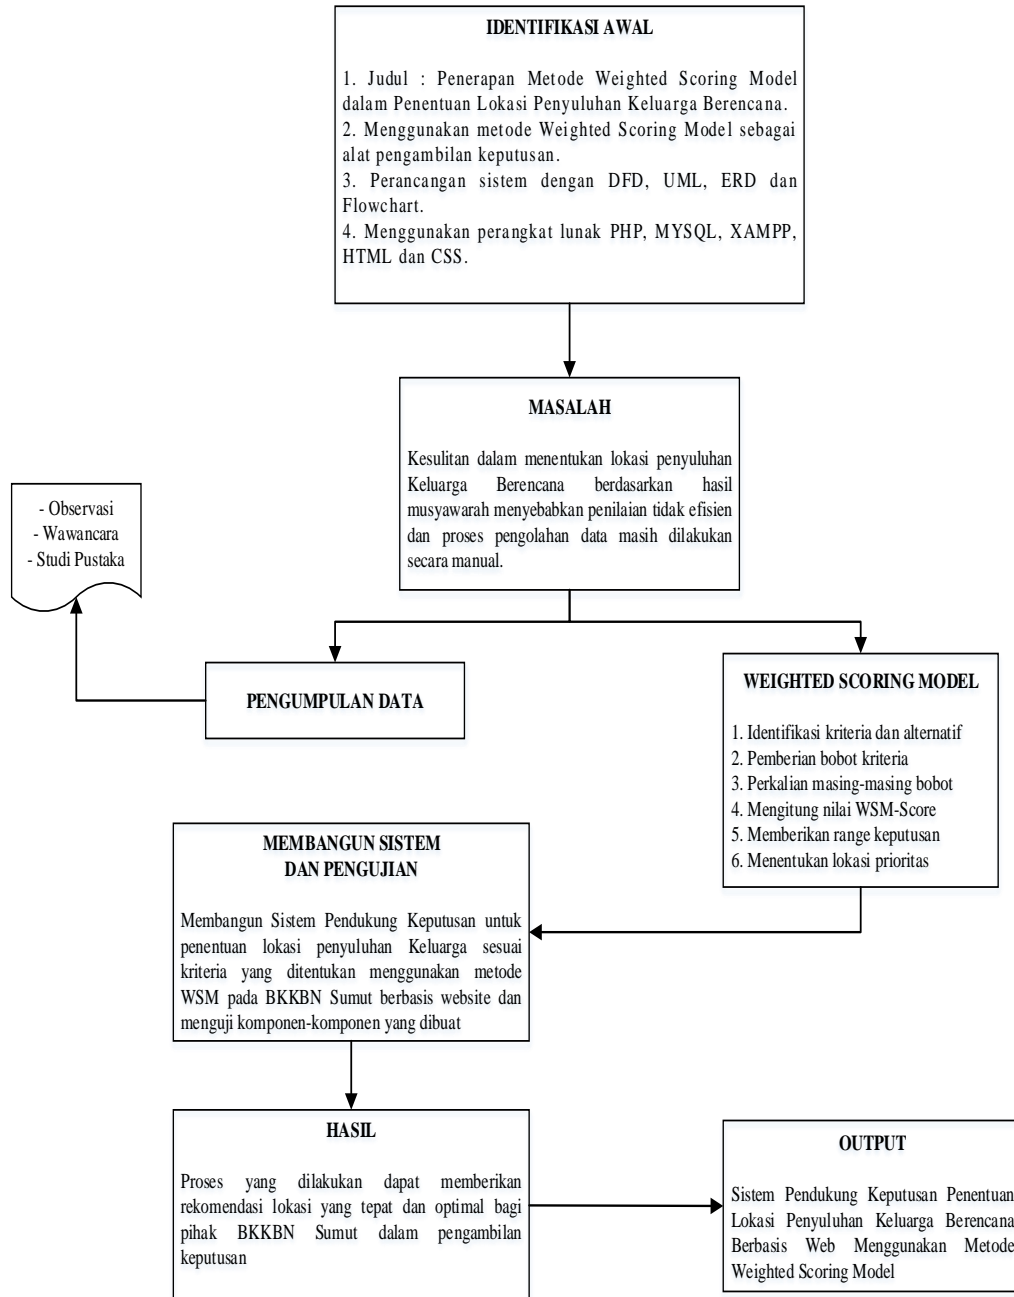 IDENTIFIKASI AWAL
1. Judul : Penerapan Metode Weighted Scoring Model
dalam Penentuan Lokasi Penyuluhan Keluarga Berencana.
2. Menggunakan metode Weighted Scoring Model sebagai
alat pengambilan keputusan.
3. Perancangan sistem dengan DFD, UML, ERD dan
Flowchart.
4. Menggunakan perangkat lunak PHP, MYSQL, XAMPP,
HTML dan CSS.
MASALAH
Kesulitan dalam menentukan lokasi penyuluhan
Keluarga Berencana berdasarkan hasil
musyawarah menyebabkan penilaian tidak efisien
dan proses pengolahan data masih dilakukan
secara manual.
- Observasi
- Wawancara
- Studi Pustaka
PENGUMPULAN DATA
WEIGHTED SCORING MODEL
1. Identifikasi kriteria dan alternatif
2. Pemberian bobot kriteria
3. Perkalian masing-masing bobot
4. Mengitung nilai WSM-Score
5. Memberikan range keputusan
6. Menentukan lokasi prioritas
MEMBANGUN SISTEM
DAN PENGUJIAN
Membangun Sistem Pendukung Keputusan untuk
penentuan lokasi penyuluhan Keluarga sesuai
kriteria yang ditentukan menggunakan metode
WSM pada BKKBN Sumut berbasis website dan
menguji komponen-komponen yang dibuat
HASIL
Proses yang dilakukan dapat memberikan
rekomendasi lokasi yang tepat dan optimal bagi
pihak BKKBN Sumut dalam pengambilan
keputusan
OUTPUT
Sistem Pendukung Keputusan Penentuan
Lokasi Penyuluhan Keluarga Berencana
Berbasis Web Menggunakan Metode
Weighted Scoring Model